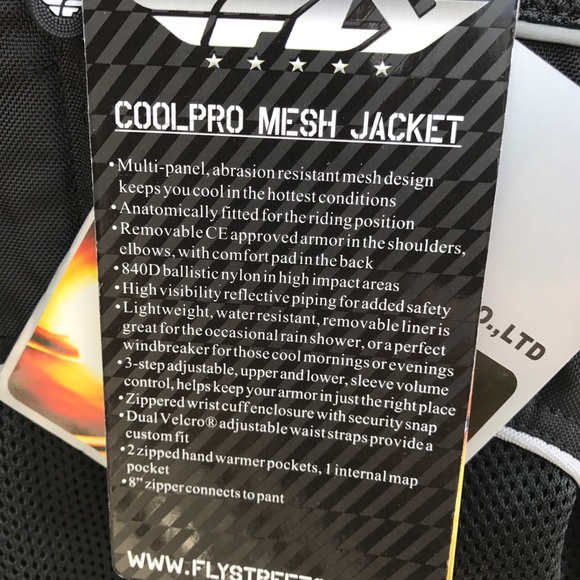 FLY
COOLPRO MESH JACKET
• Multi-panel, abrasion resistant mesh design
keeps you cool in the hottest conditions
• Anatomically fitted for the riding position
• Removable CE approved armor in the shoulders,
elbows, with comfort pad in the back
• 840D ballistic nylon in high impact areas
• High visibility reflective piping for added safety
• Lightweight, water resistant, removable liner is
great for the occasional rain shower, or a perfect
windbreaker for those cool mornings or evenings
• 3-step adjustable, upper and lower, sleeve volume
control, helps keep your armor in just the right place
• Zippered wrist cuff enclosure with security snap
• Dual Velcro® adjustable waist straps provide a
custom fit
• 2 zipped hand warmer pockets, 1 internal map
pocket
• 8” zipper connects to pant
O.,LTD